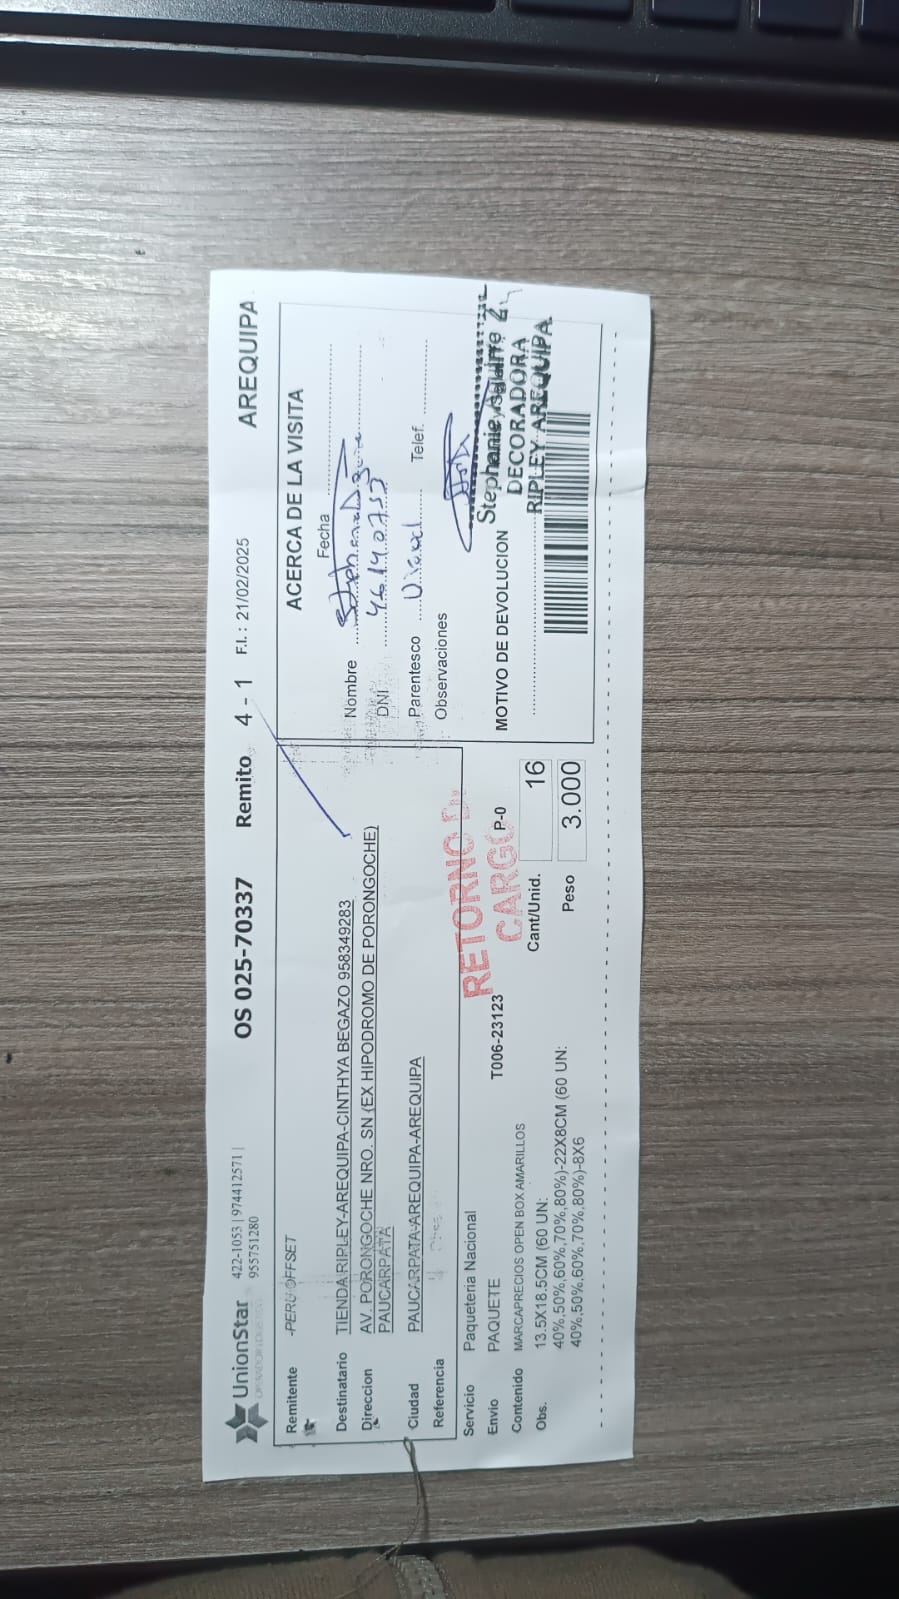 UnionStar
422-1053 | 974412571 |
955751280
OS 025-70337 Remito 4 - 1 F.I. : 21/02/2025 AREQUIPA
Remitente -PERU OFFSET
Destinatario TIENDA RIPLEY-AREQUIPA-CINTHYA BEGAZO 958349283
Direccion AV. PORONGOCHE NRO. SN (EX HIPODROMO DE PORONGOCHE)
PAUCARPATA
Ciudad PAUCARPATA-AREQUIPA-AREQUIPA
Referencia
Servicio Paqueteria Nacional
Envio PAQUETE T006-23123 P-0
Contenido MARCAPRECIOS OPEN BOX AMARILLOS
Obs. 13.5X18.5CM (60 UN:
40%,50%,60%,70%,80%)-22X8CM (60 UN:
40%,50%,60%,70%,80%)-8X6
RETORNO
CARGO
Cant/Unid. 16
Peso 3.000
ACERCA DE LA VISITA
Fecha
Nombre
DNI
Parentesco Visual Telef.
Observaciones
MOTIVO DE DEVOLUCION
Stephanie
DECORADORA
RIPLEY AREQUIPA